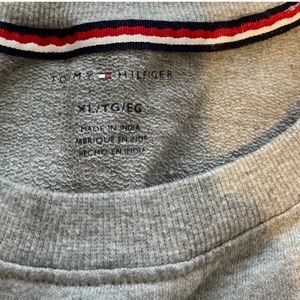 TOMMY HILFIGER
XL/TG/EG
MADE IN INDIA
FABRIQUÉ EN INDE
HECHO EN INDIA